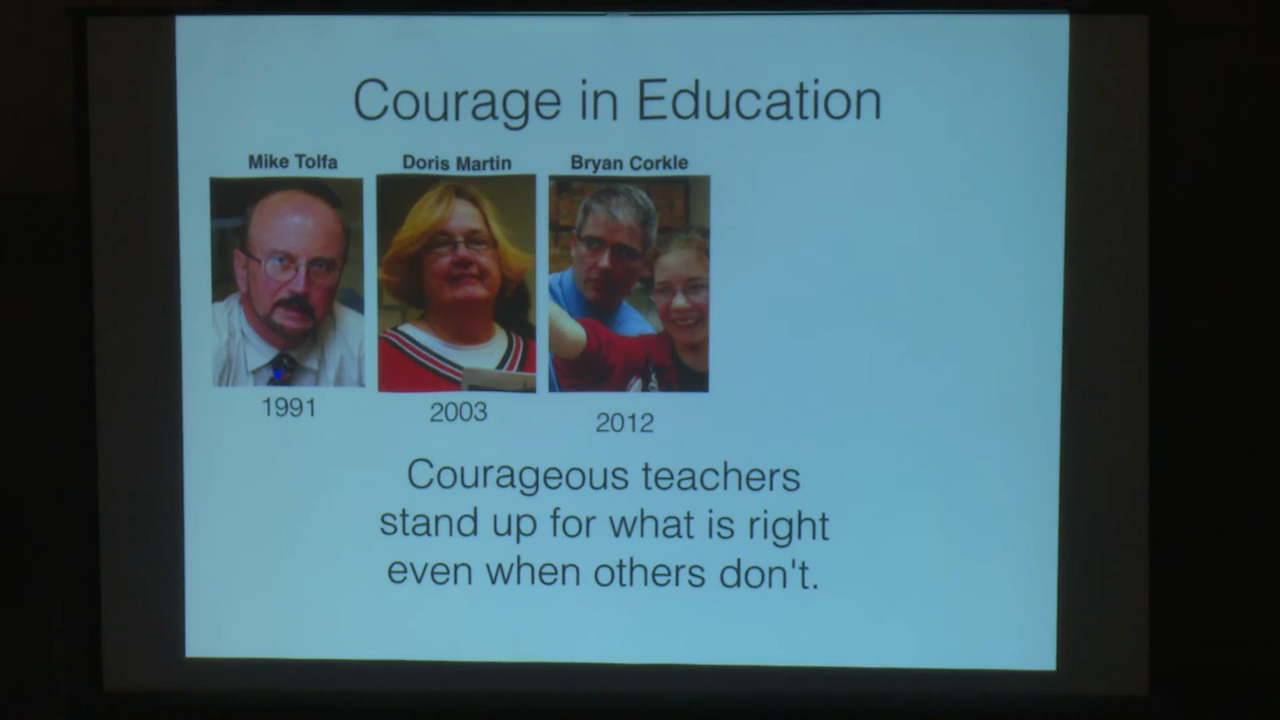 Courage in Education
Mike Tolfa
Doris Martin
Bryan Corkle
1991
2003
2012
Courageous teachers
stand up for what is right
even when others don't.